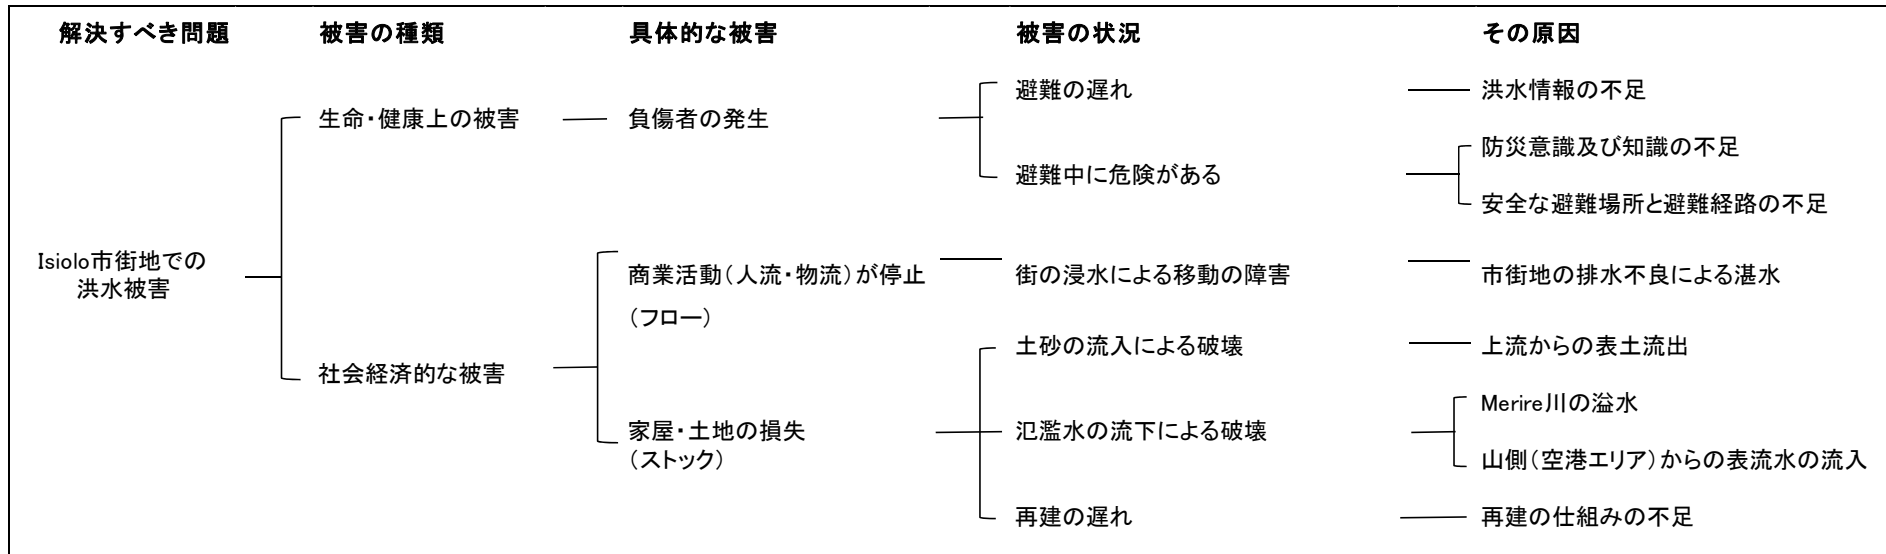 解決すべき問題
被害の種類
具体的な被害
被害の状況
その原因
避難の遅れ
洪水情報の不足
生命・健康上の被害
負傷者の発生
防災意識及び知識の不足
避難中に危険がある
安全な避難場所と避難経路の不足
Isiolo市街地での
洪水被害
商業活動（人流・物流）が停止
（フロー）
街の浸水による移動の障害
市街地の排水不良による湛水
土砂の流入による破壊
上流からの表土流出
社会経済的な被害
Merire川の溢水
家屋・土地の損失
（ストック）
氾濫水の流下による破壊
山側（空港エリア）からの表流水の流入
再建の遅れ
再建の仕組みの不足